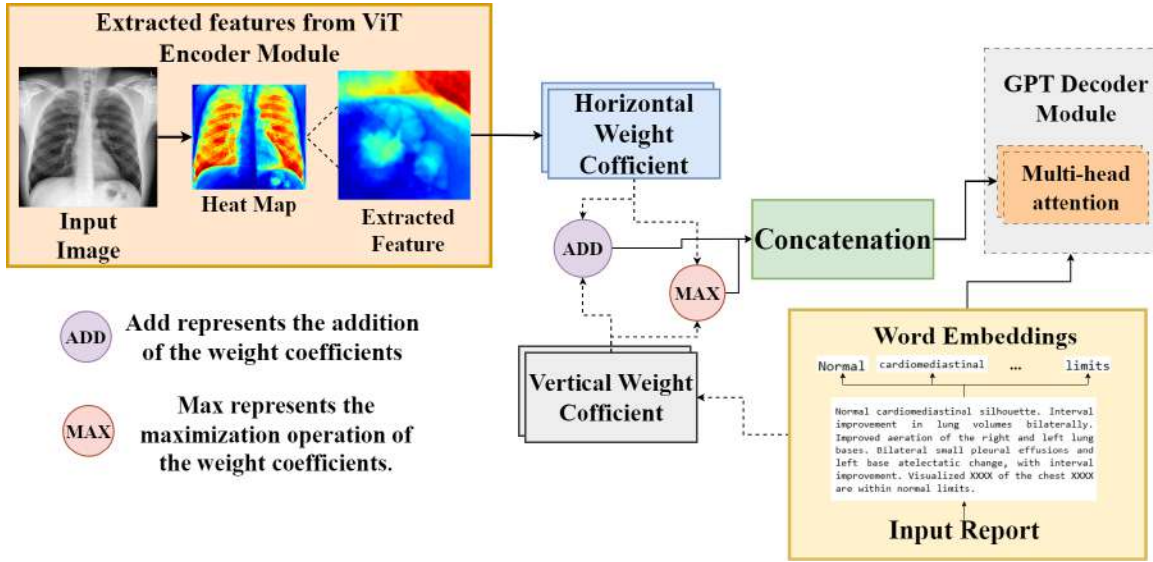 Extracted features from ViT
Encoder Module
Input
Image
Heat Map
Extracted
Feature
Horizontal
Weight
Cofficient
ADD
MAX
Concatenation
GPT Decoder
Module
Multi-head
attention
ADD
Add represents the addition
of the weight coefficients
MAX
Max represents the
maximization operation of
the weight coefficients.
Vertical Weight
Cofficient
Word Embeddings
Normal
cardiomediastinal
...
limits
Normal cardiomediastinal silhouette. Interval
improvement in lung volumes bilaterally.
Improved aeration of the right and left lung
bases. Bilateral small pleural effusions and
left base atelectatic change, with interval
improvement. Visualized XXXX of the chest XXXX
are within normal limits.
Input Report